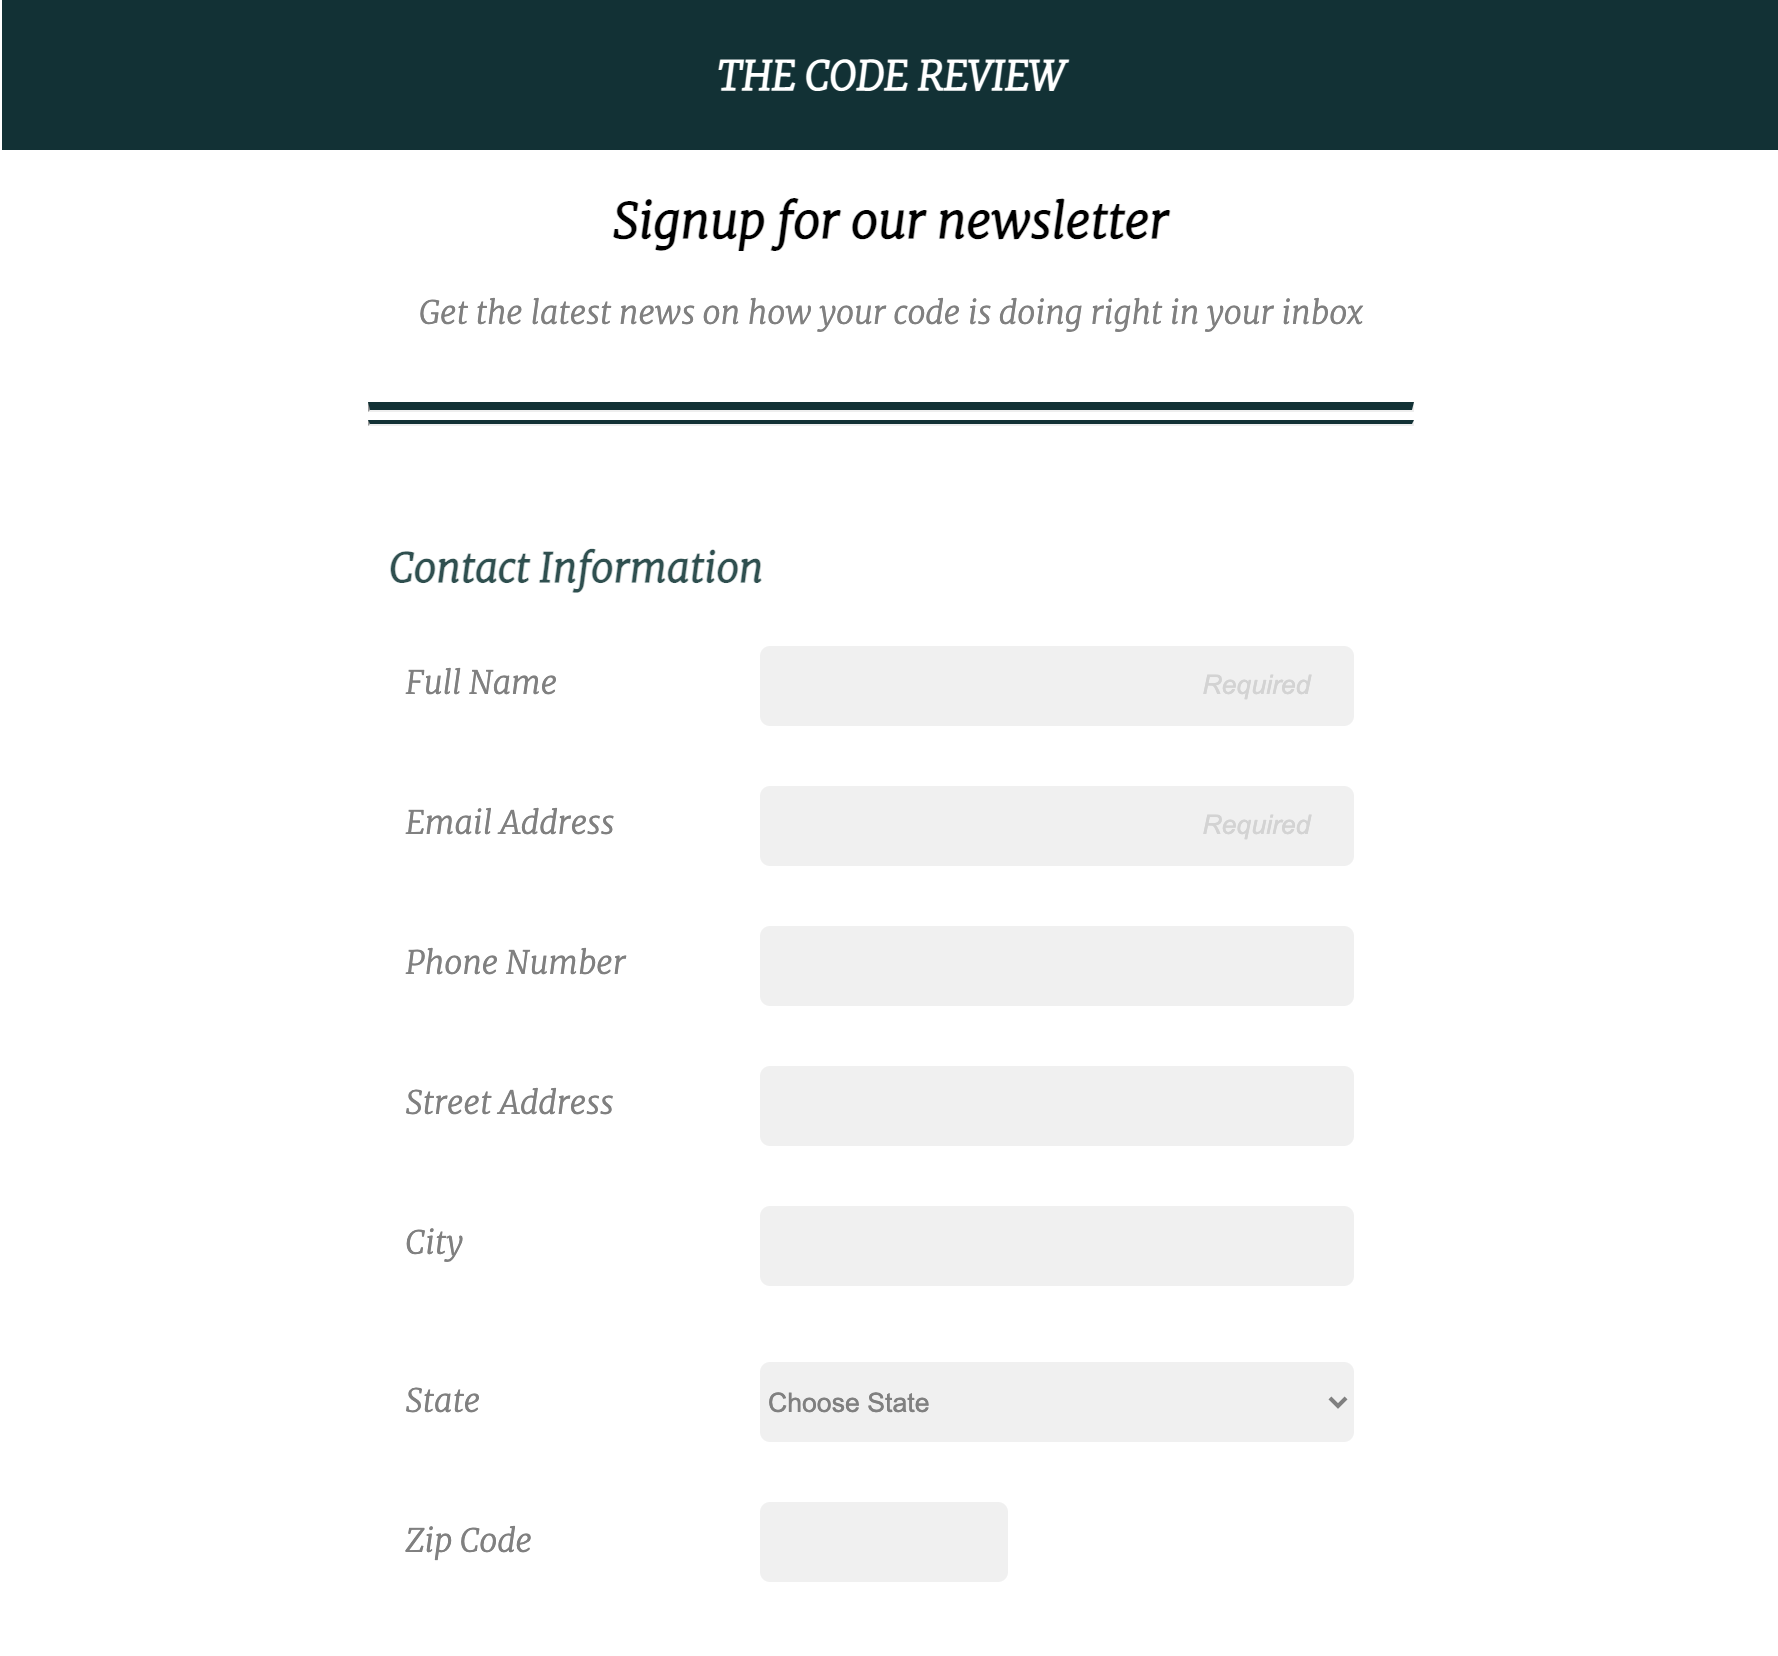 THE CODE REVIEW
Signup for our newsletter
Get the latest news on how your code is doing right in your inbox
Contact Information
Full Name
Required
Email Address
Required
Phone Number
Street Address
City
State
Choose State
Zip Code